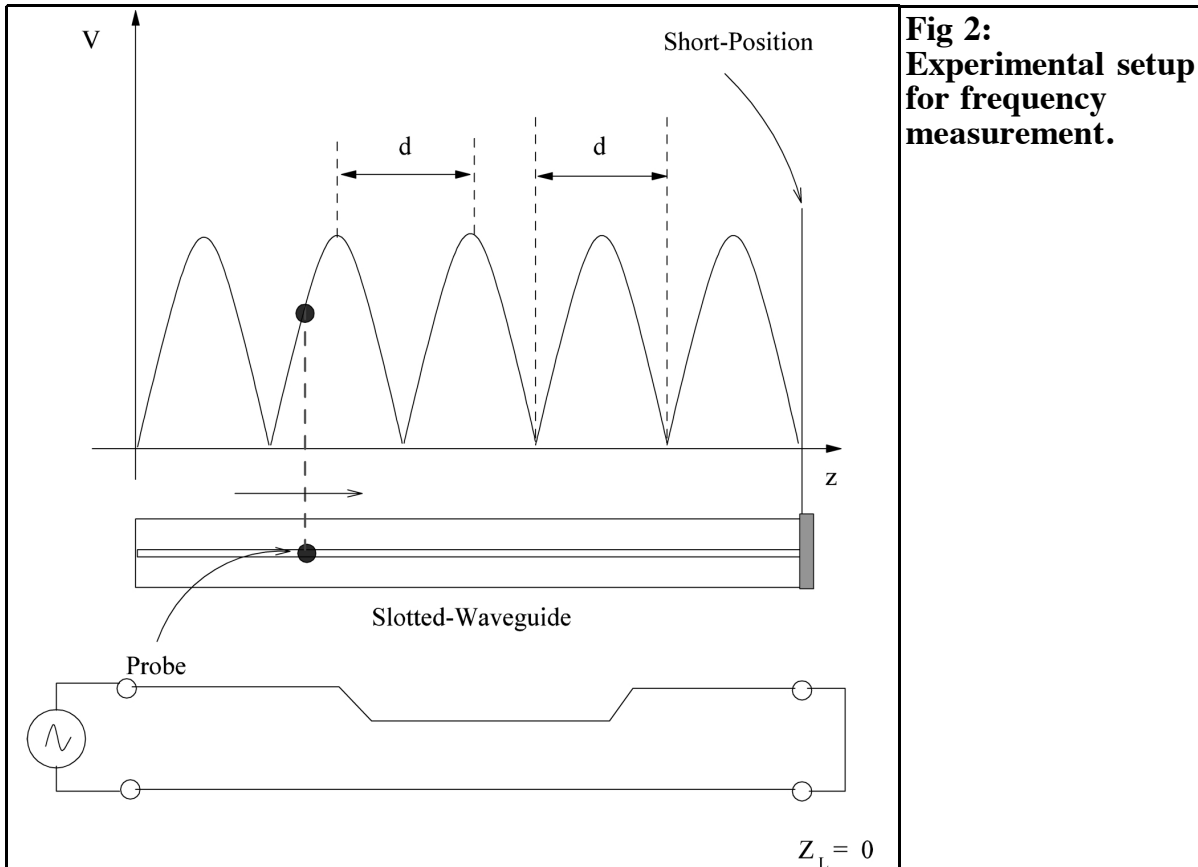 V
Short-Position
d
d
z
Slotted-Waveguide
Probe
Z_L = 0
Fig 2:
Experimental setup
for frequency
measurement.